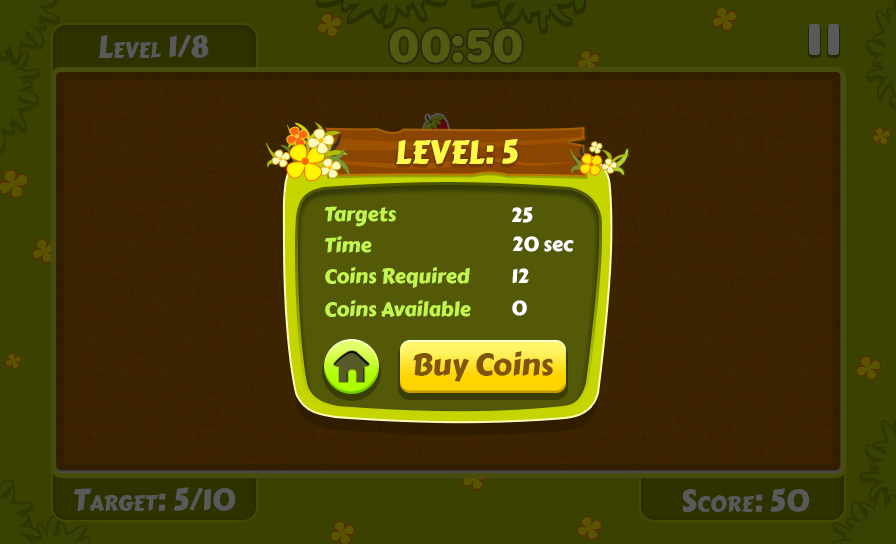 Level 1/8
00:50
LEVEL: 5
Targets 25
Time 20 sec
Coins Required 12
Coins Available 0
Buy Coins
Target: 5/10
Score: 50